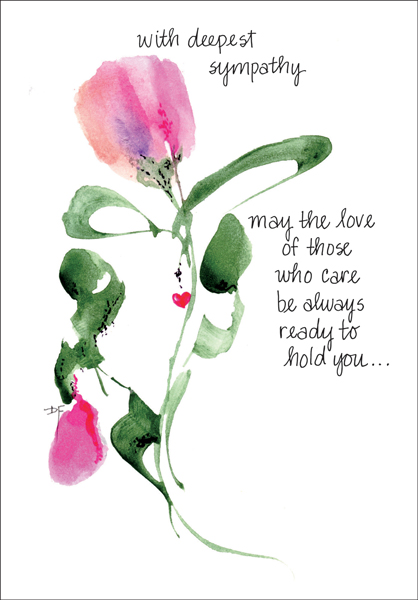 with deepest
sympathy
may the love
of those
who care
be always
ready to
hold you...
DF